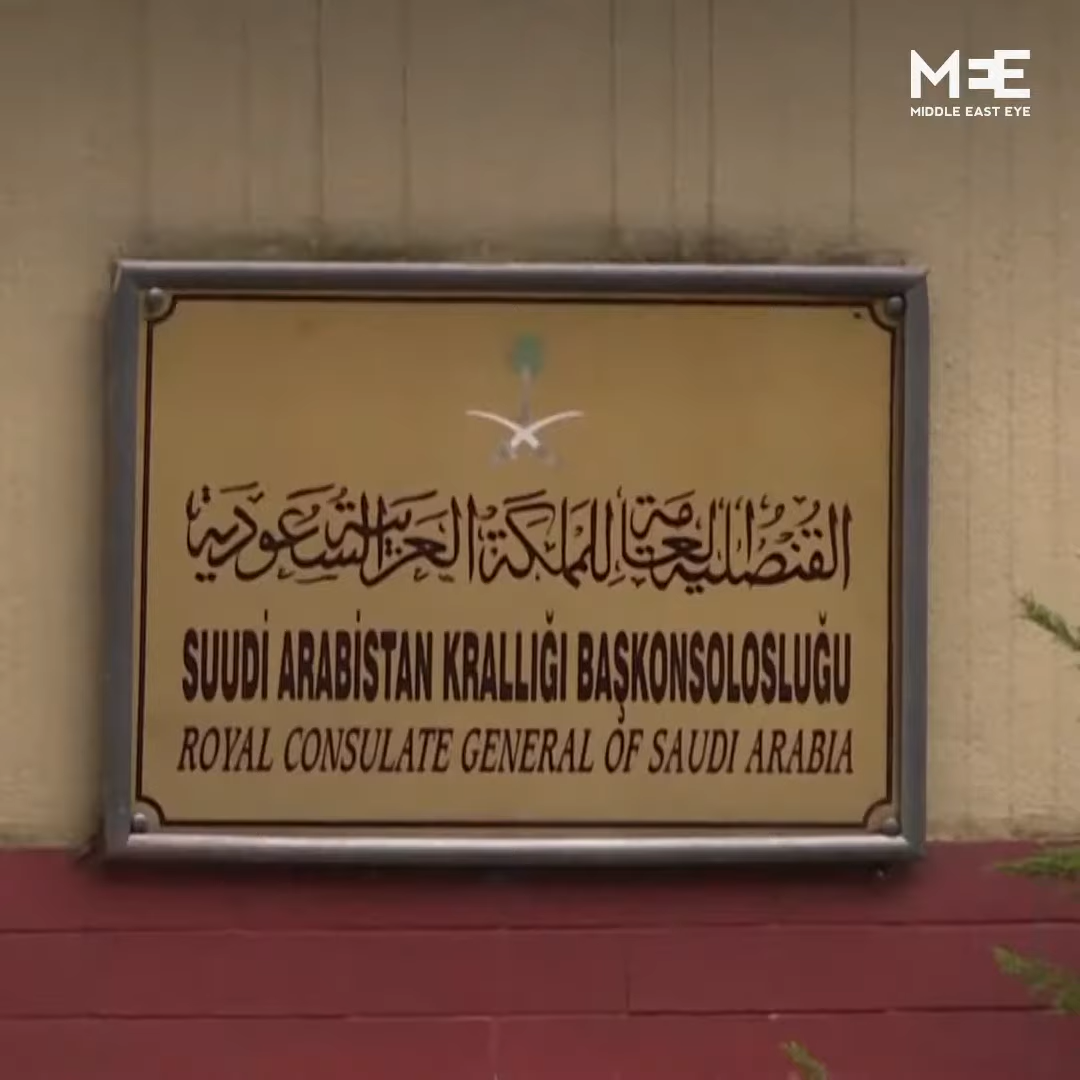 MEE
MIDDLE EAST EYE
القنصلية العامة للمملكة العربية السعودية
SUUDİ ARABİSTAN KRALLIĞI BAŞKONSOLOSLUĞU
ROYAL CONSULATE GENERAL OF SAUDI ARABIA